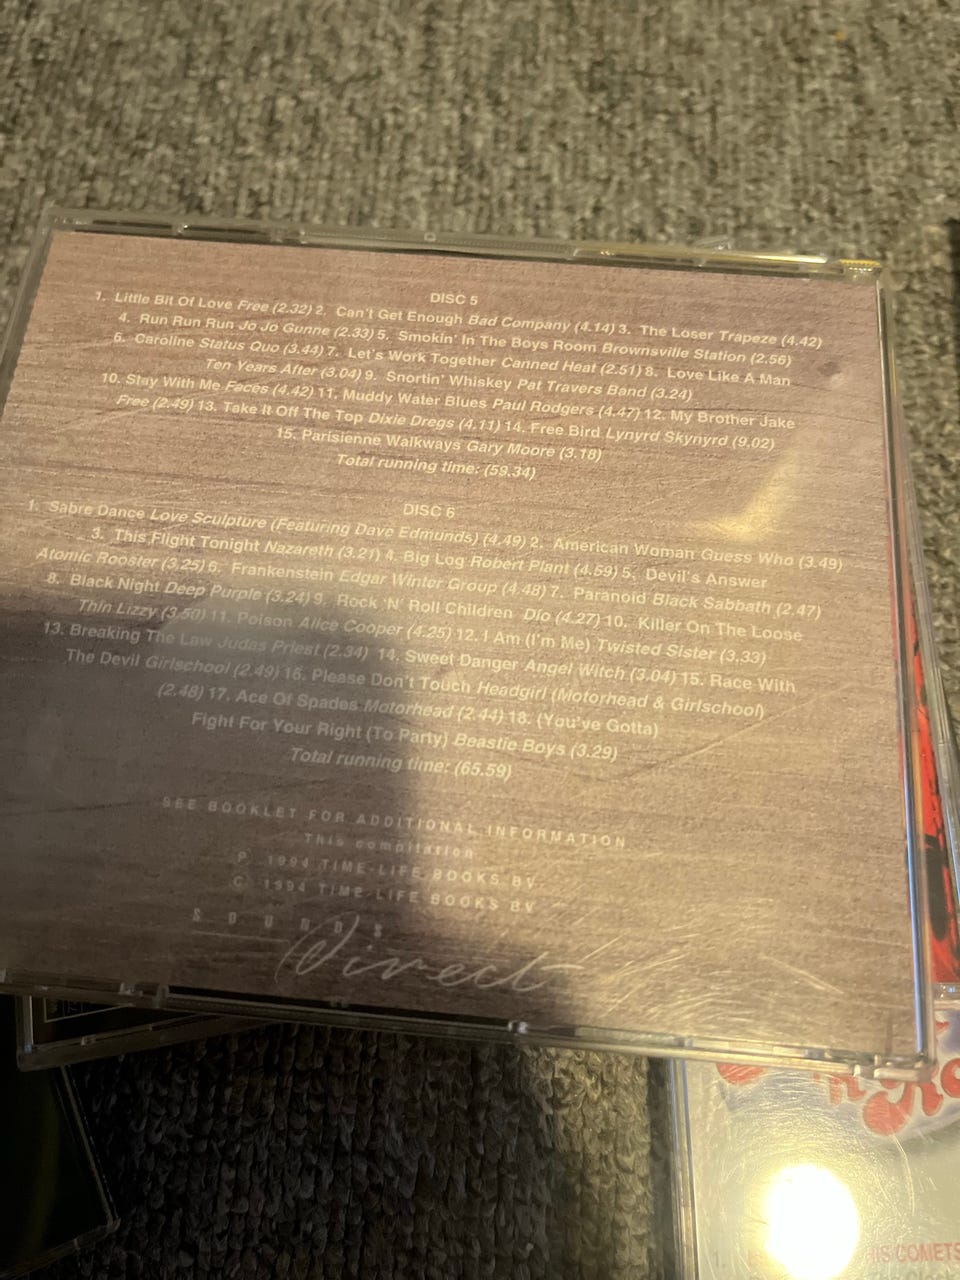 DISC 5
1. Little Bit Of Love Free (2.32) 2. Can't Get Enough Bad Company (4.14) 3. The Loser Trapeze (4.42)
4. Run Run Run Jo Jo Gunne (2.33) 5. Smokin' In The Boys Room Brownsville Station (2.56)
6. Caroline Status Quo (3.44) 7. Let's Work Together Canned Heat (2.51) 8. Love Like A Man
Ten Years After (3.04) 9. Snortin' Whiskey Pat Travers Band (3.24)
10. Stay With Me Faces (4.42) 11. Muddy Water Blues Paul Rodgers (4.47) 12. My Brother Jake
Free (2.49) 13. Take It Off The Top Dixie Dregs (4.11) 14. Free Bird Lynyrd Skynyrd (9.02)
15. Parisienne Walkways Gary Moore (3.18)
Total running time: (59.34)
DISC 6
1. Sabre Dance Love Sculpture (Featuring Dave Edmunds) (4.49) 2. American Woman Guess Who (3.49)
3. This Flight Tonight Nazareth (3.21) 4. Big Log Robert Plant (4.59) 5. Devil's Answer
Atomic Rooster (3.25) 6. Frankenstein Edgar Winter Group (4.48) 7. Paranoid Black Sabbath (2.47)
8. Black Night Deep Purple (3.24) 9. Rock 'N' Roll Children Dio (4.27) 10. Killer On The Loose
Thin Lizzy (3.50) 11. Poison Alice Cooper (4.25) 12. I Am (I'm Me) Twisted Sister (3.33)
13. Breaking The Law Judas Priest (2.34) 14. Sweet Danger Angel Witch (3.04) 15. Race With
The Devil Girlschool (2.49) 16. Please Don't Touch Headgirl (Motorhead & Girlschool)
(2.48) 17. Ace Of Spades Motorhead (2.44) 18. (You've Gotta)
Fight For Your Right (To Party) Beastie Boys (3.29)
Total running time: (65.59)
SEE BOOKLET FOR ADDITIONAL INFORMATION
This compilation
P 1994 TIME-LIFE BOOKS BV
C 1994 TIME-LIFE BOOKS BV
SOUNDS
Direct
HIS COMETS